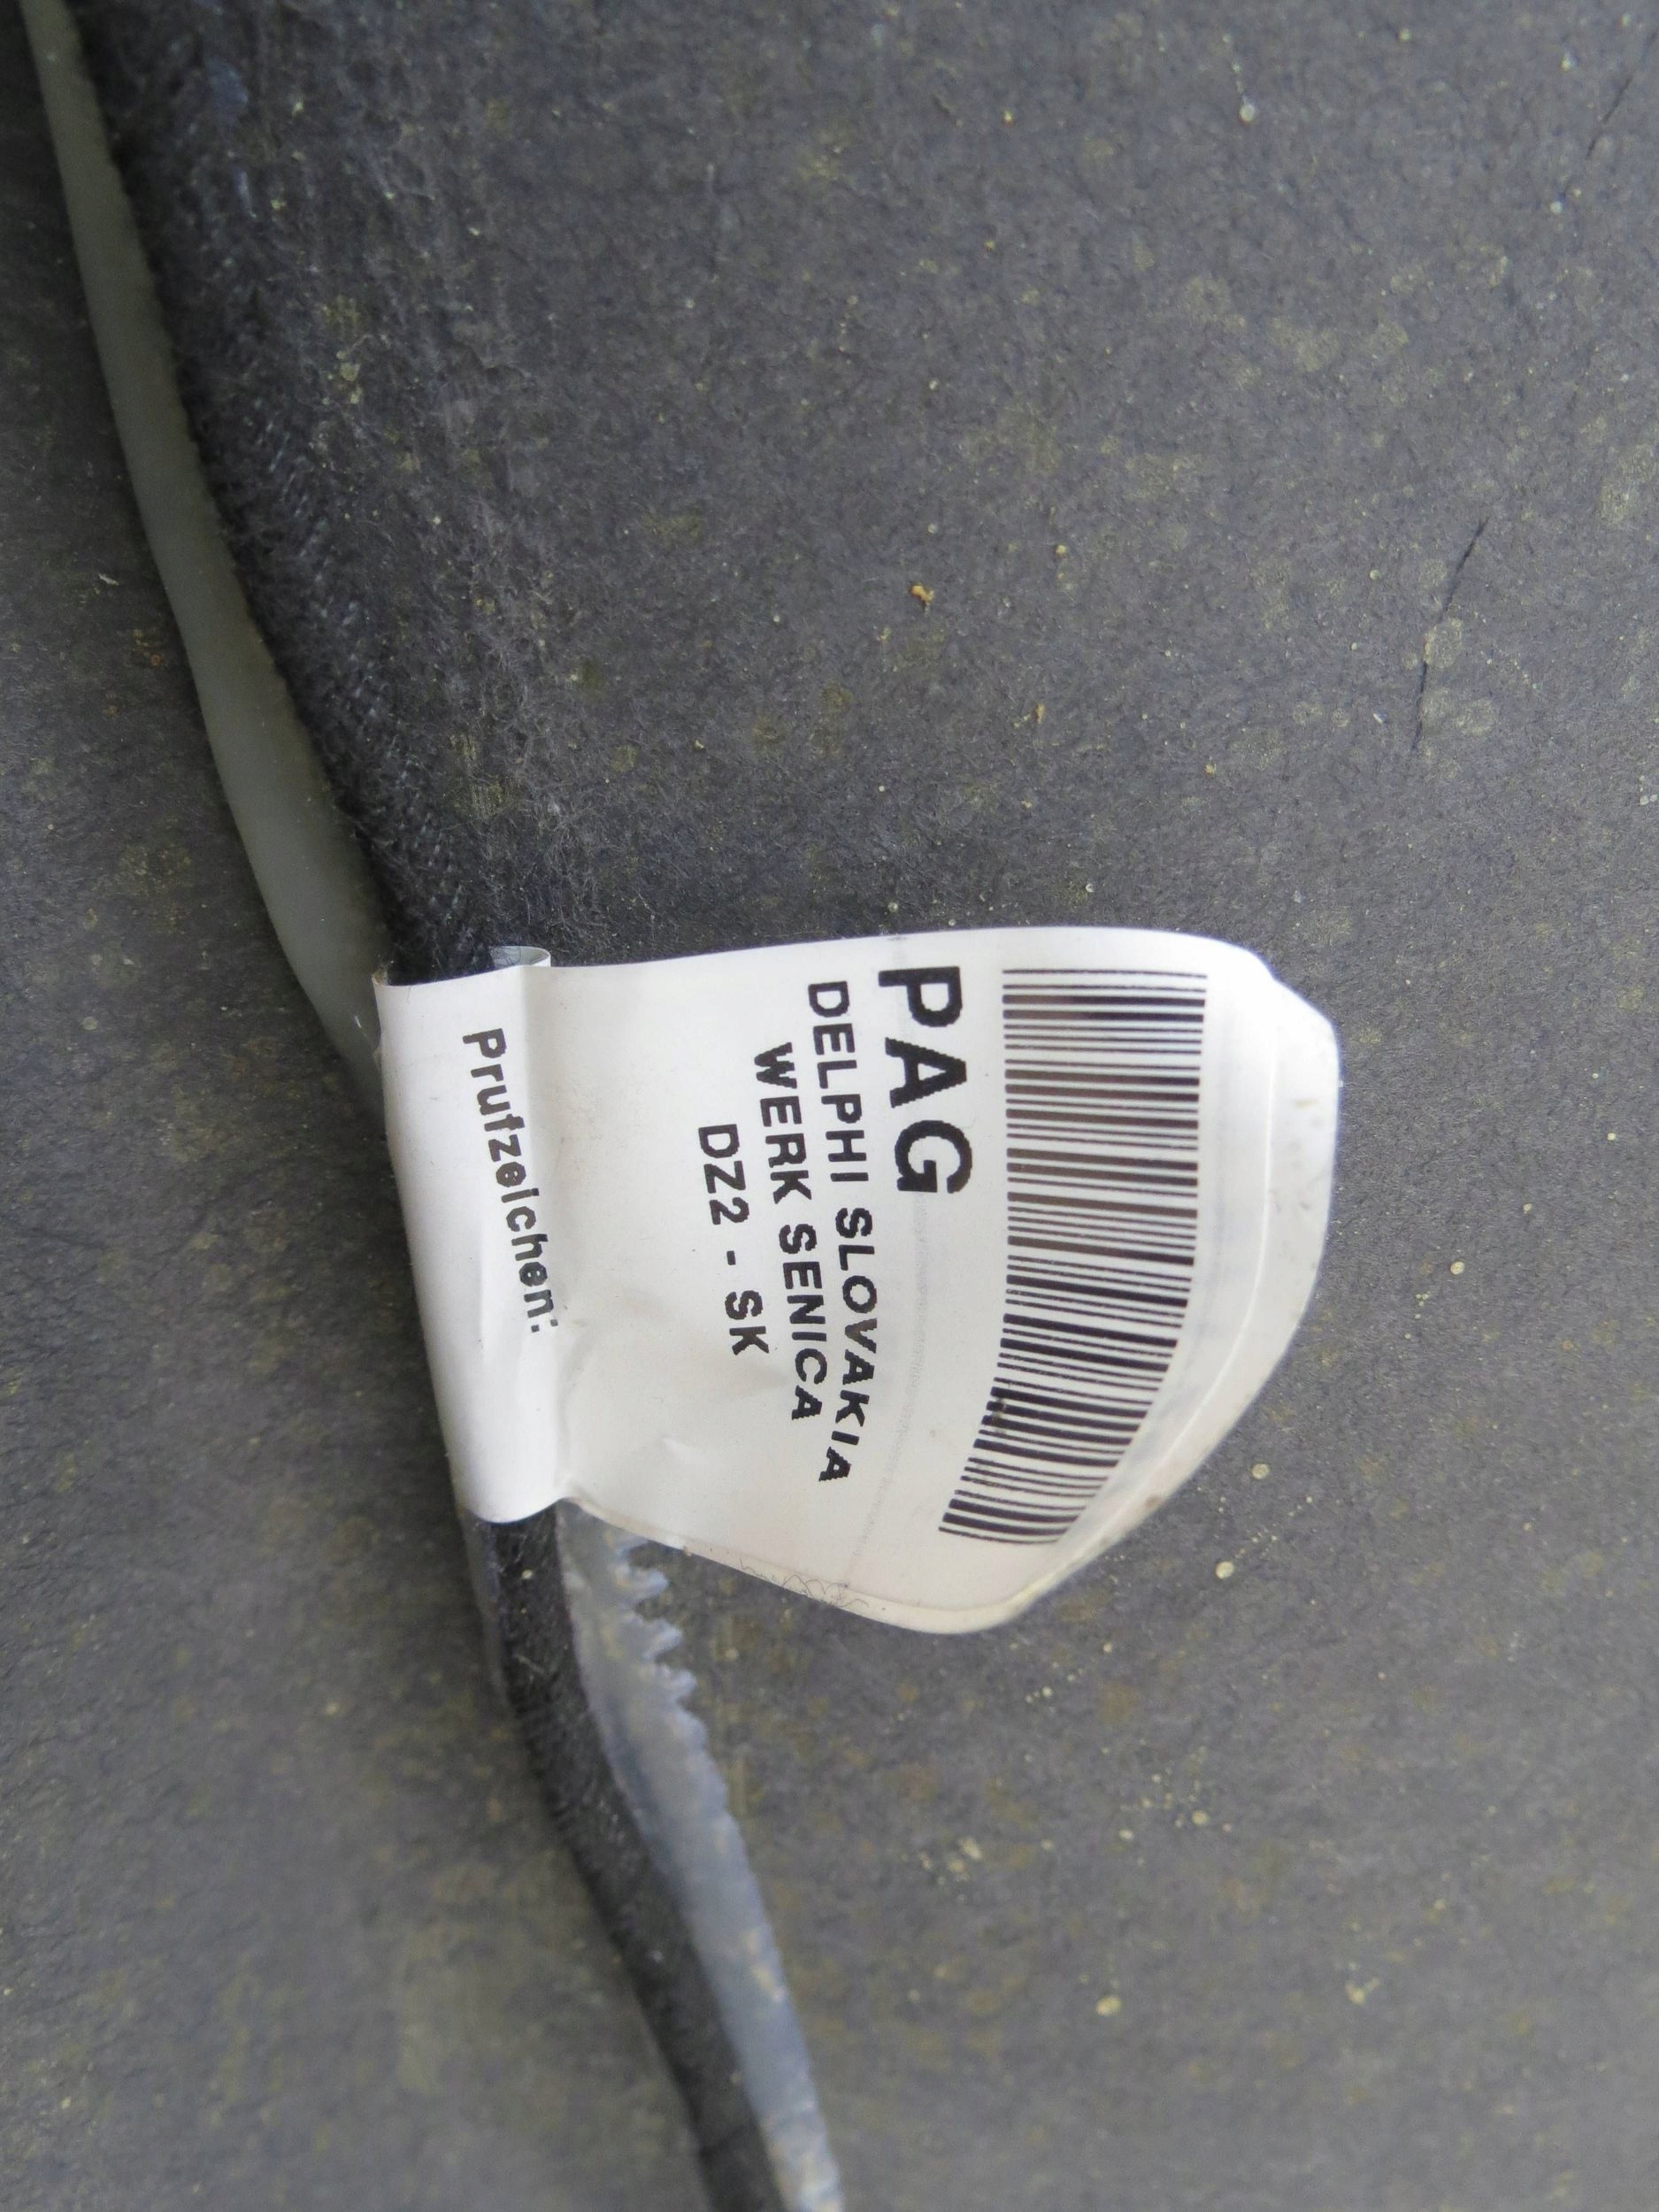 PAG
DELPHI SLOVAKIA
WERK SENICA
DZ2 - SK
Prufzeichen: